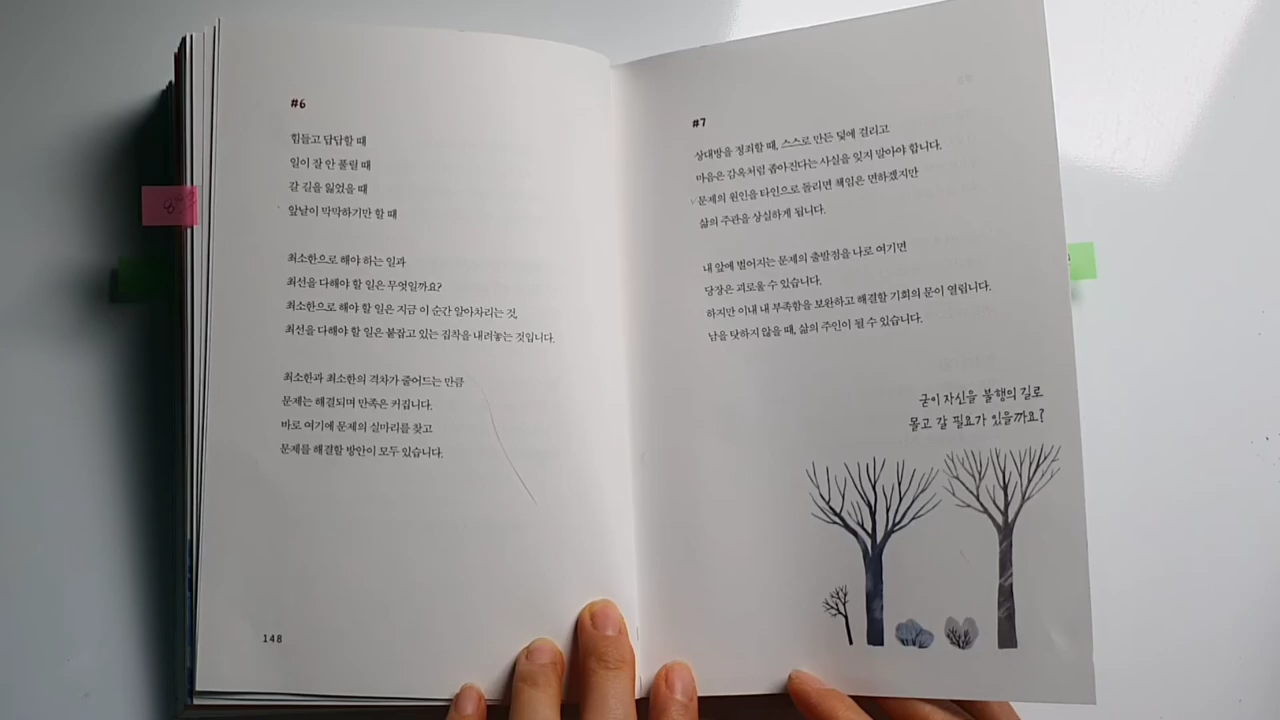 #6
힘들고 답답할 때
일이 잘 안 풀릴 때
갈 길을 잃었을 때
앞날이 막막하기만 할 때
최소한으로 해야 하는 일과
최선을 다해야 할 일은 무엇일까요?
최소한으로 해야 할 일은 지금 이 순간 알아차리는 것,
최선을 다해야 할 일은 붙잡고 있는 집착을 내려놓는 것입니다.
최소한과 최소한의 격차가 줄어드는 만큼
문제는 해결되며 만족은 커집니다.
바로 여기에 문제의 실마리를 찾고
문제를 해결할 방안이 모두 있습니다.
148
#7
상대방을 정죄할 때, 스스로 만든 덫에 걸리고
마음은 감옥처럼 좁아진다는 사실을 잊지 말아야 합니다.
문제의 원인을 타인으로 돌리면 책임은 면하겠지만
삶의 주관을 상실하게 됩니다.
내 앞에 벌어지는 문제의 출발점을 나로 여기면
당장은 괴로울 수 있습니다.
하지만 이내 내 부족함을 보완하고 해결할 기회의 문이 열립니다.
남을 탓하지 않을 때, 삶의 주인이 될 수 있습니다.
굳이 자신을 불행의 길로
몰고 갈 필요가 있을까요?